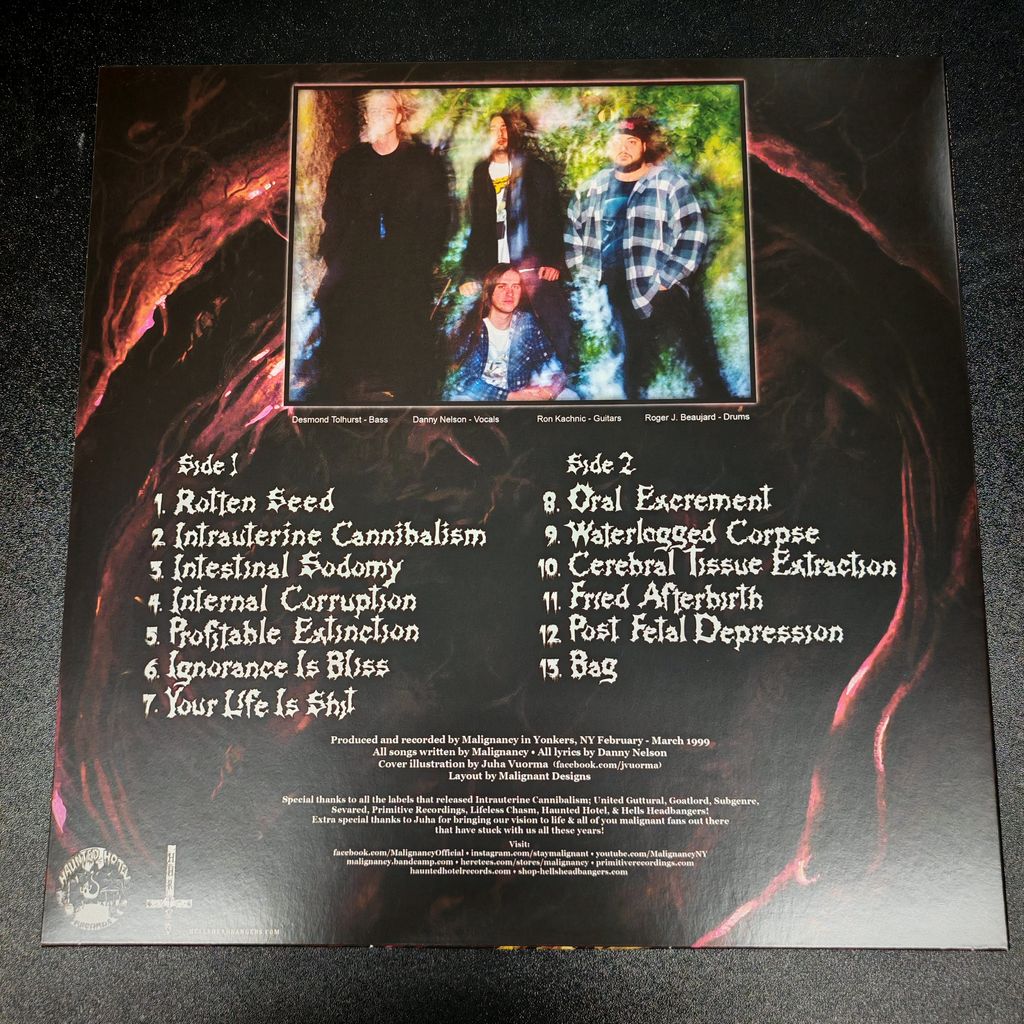 Desmond Tolhurst - Bass
Danny Nelson - Vocals
Ron Kachnic - Guitars
Roger J. Beaujard - Drums
Side 1
1. Rotten Seed
2. Intrauterine Cannibalism
3. Intestinal Sodomy
4. Internal Corruption
5. Profitable Extinction
6. Ignorance Is Bliss
7. Your Life Is Shit
Side 2
8. Oral Excrement
9. Waterlogged Corpse
10. Cerebral Tissue Extraction
11. Fried Afterbirth
12. Post Fetal Depression
13. Bag
Produced and recorded by Malignancy in Yonkers, NY February - March 1999
All songs written by Malignancy • All lyrics by Danny Nelson
Cover illustration by Juha Vuorma (facebook.com/jvuorma)
Layout by Malignant Designs
Special thanks to all the labels that released Intrauterine Cannibalism; United Guttural, Goatlord, Subgenre,
Sevared, Primitive Recordings, Lifeless Chasm, Haunted Hotel, & Hells Headbangers!
Extra special thanks to Juha for bringing our vision to life & all of you malignant fans out there
that have stuck with us all these years!
Visit:
facebook.com/MalignancyOfficial • instagram.com/staymalignant • youtube.com/MalignancyNY
malignancy.bandcamp.com • heretees.com/stores/malignancy • primitiverecordings.com
hauntedhotelrecords.com • shop-hellsheadbangers.com
HAUNTED HOTEL
HELLSHEADBANGERS.COM